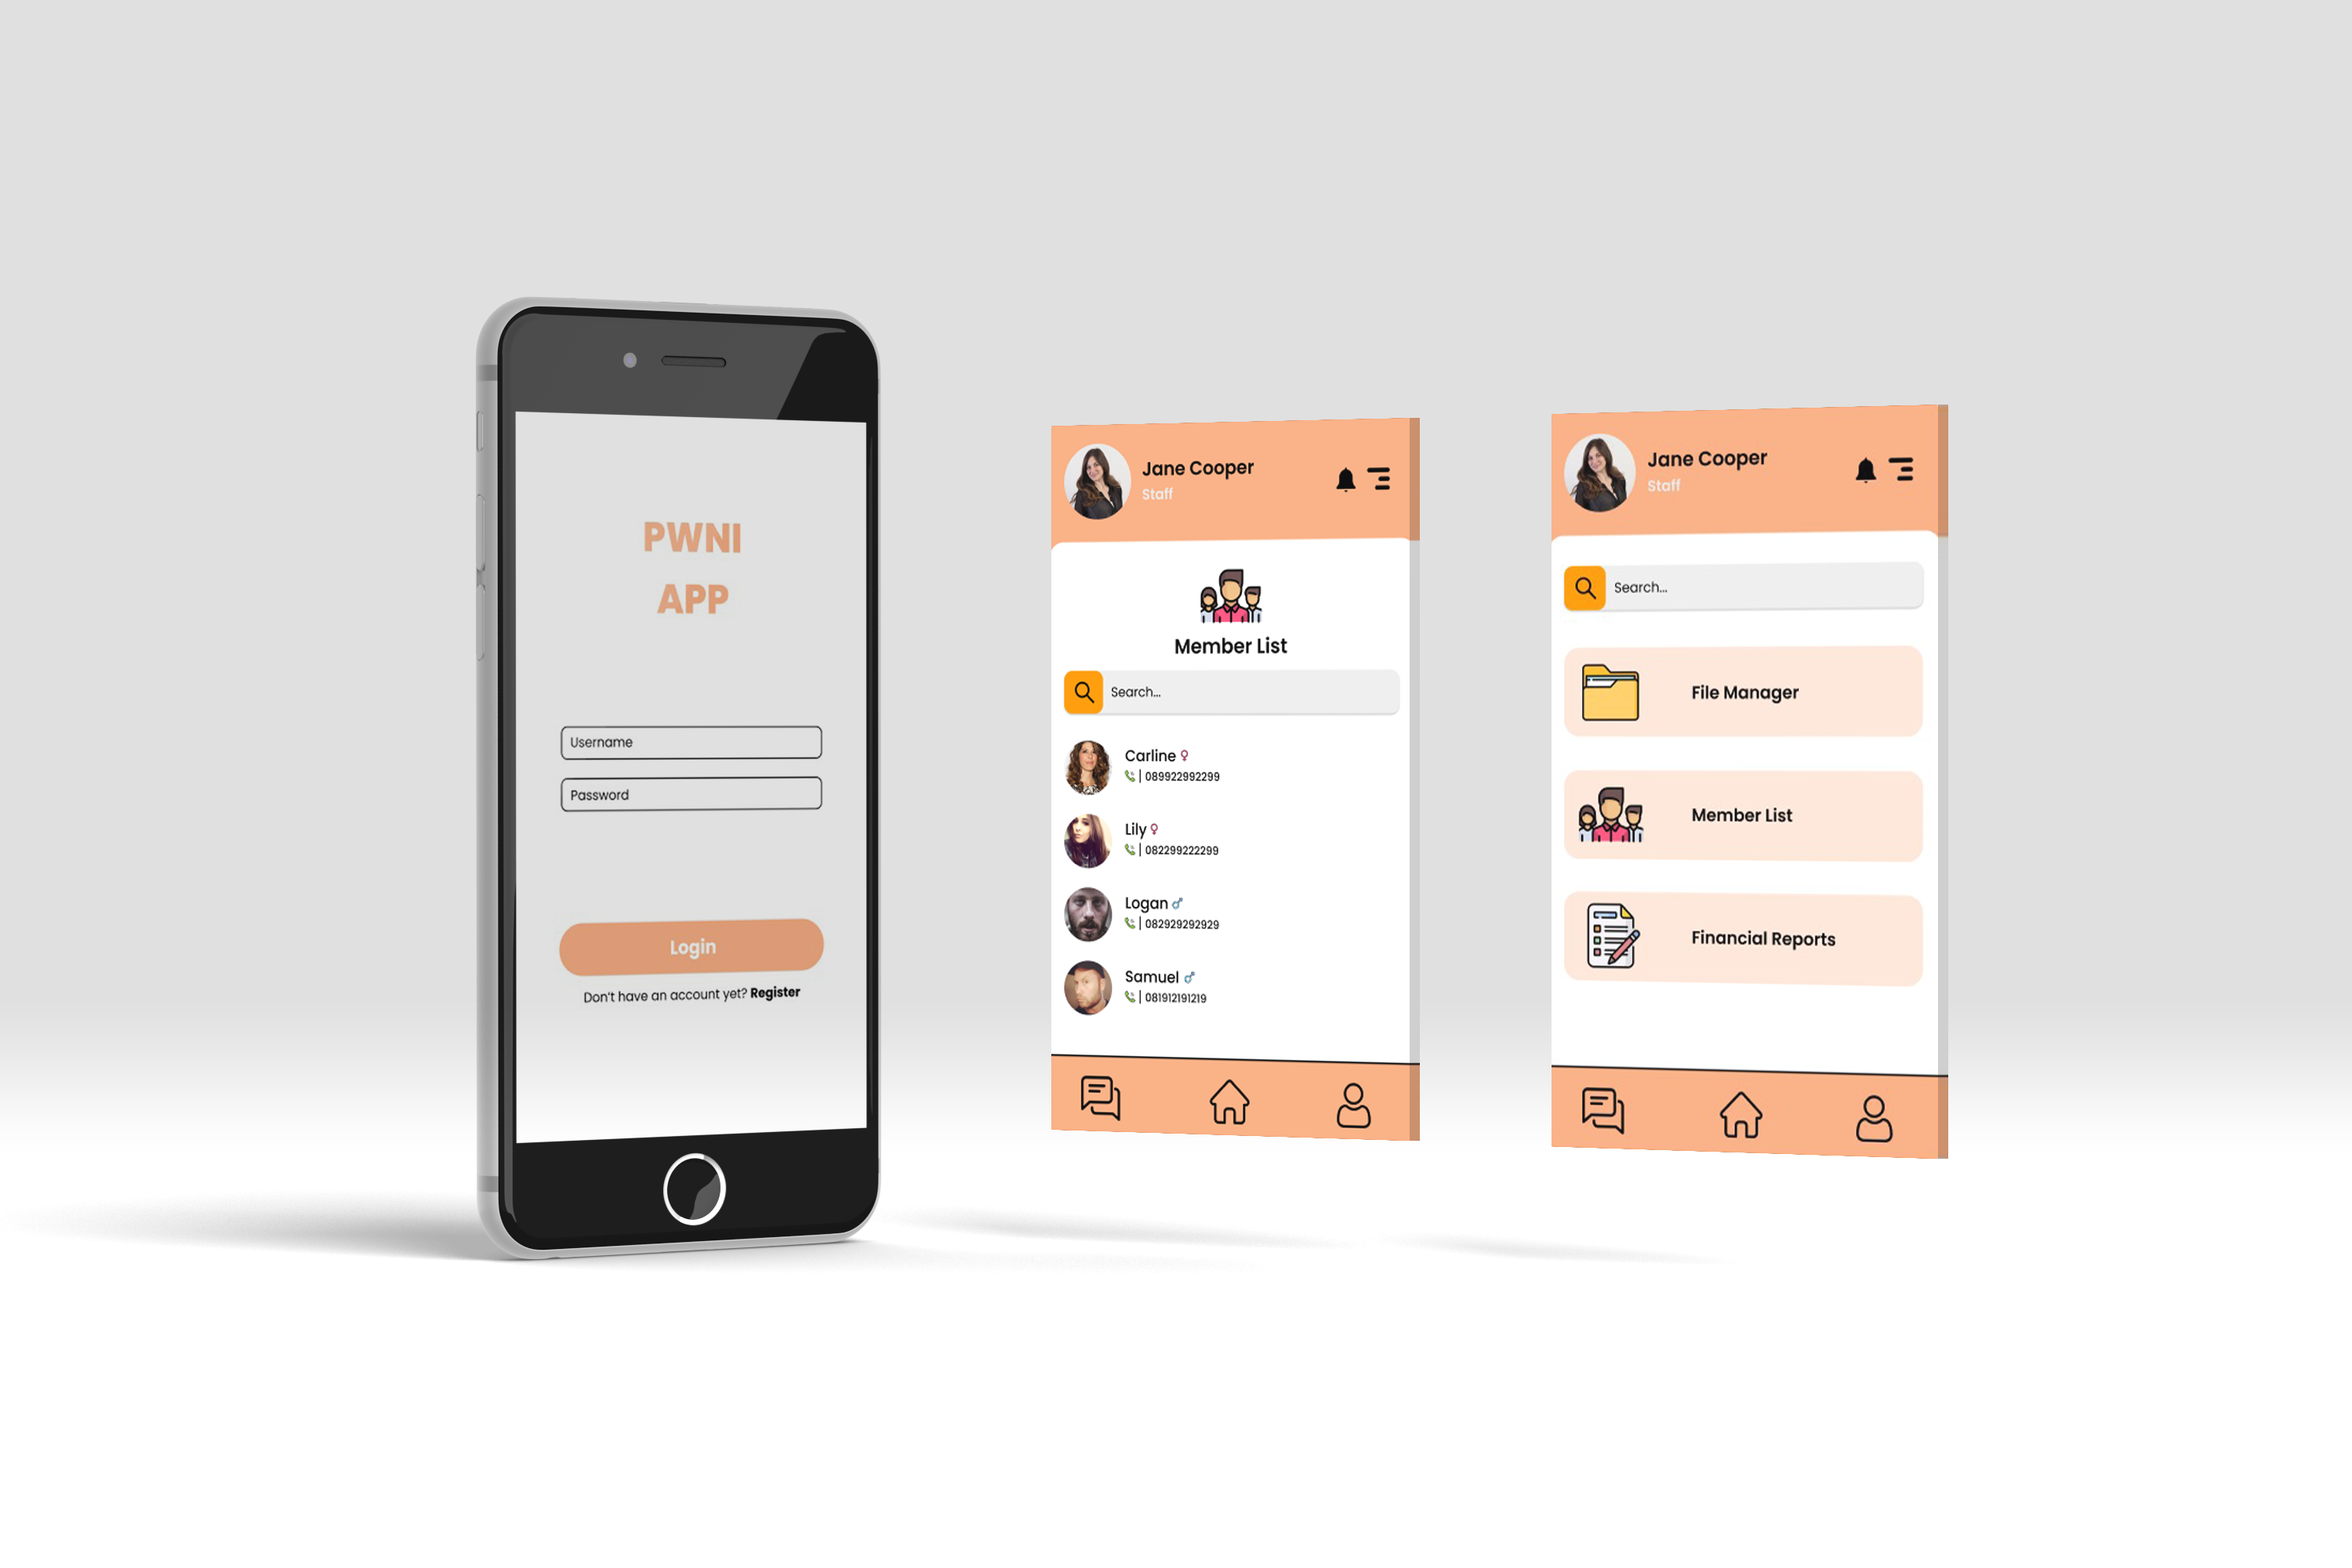 PWNI
APP
Username
Password
Login
Don't have an account yet? Register
Jane Cooper
Staff
Member List
Search...
Carline
089922992299
Lily
082299222299
Logan
082929292929
Samuel
081912191219
Jane Cooper
Staff
Search...
File Manager
Member List
Financial Reports